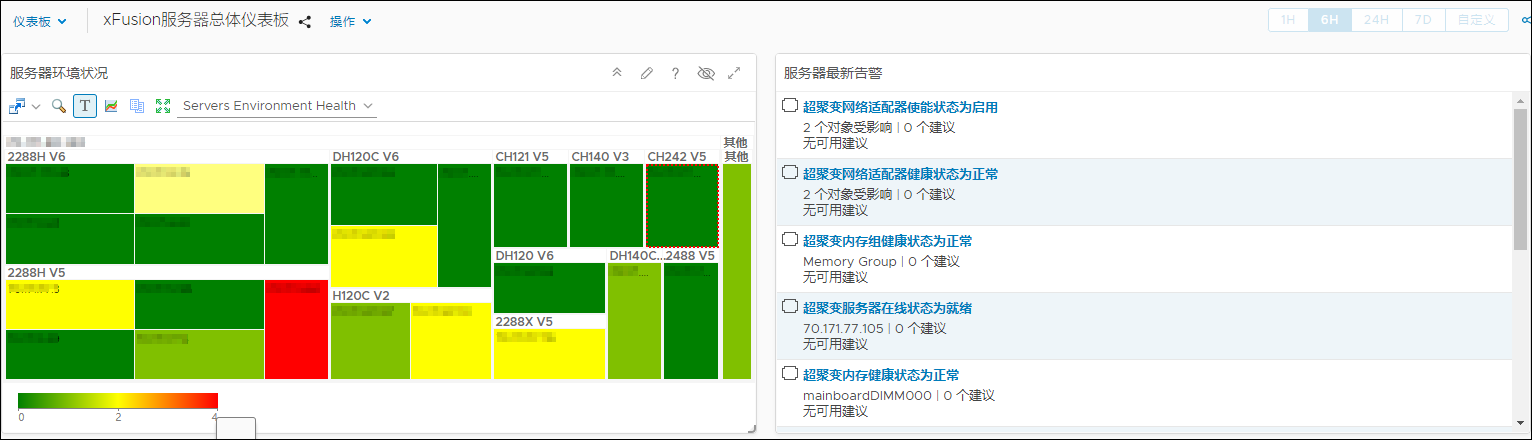 仪表板
xFusion服务器总体仪表板
操作
1H 6H 24H 7D 自定义
服务器环境状况
?
T Servers Environment Health
其他
2288H V6 DH120C V6 CH121 V5 CH140 V3 CH242 V5 其他
DH120 V6 DH140C... 2488 V5
2288H V5
H120C V2
2288X V5
0 2 4
服务器最新告警
超聚变网络适配器使能状态为启用
2 个对象受影响 | 0 个建议
无可用建议
超聚变网络适配器健康状态为正常
2 个对象受影响 | 0 个建议
无可用建议
超聚变内存组健康状态为正常
Memory Group | 0 个建议
无可用建议
超聚变服务器在线状态为就绪
70.171.77.105 | 0 个建议
无可用建议
超聚变内存健康状态为正常
mainboardDIMM000 | 0 个建议
无可用建议